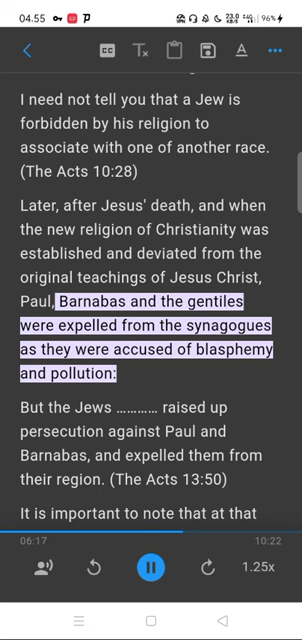 04.55
23.0 KB/S
96%
CC
I need not tell you that a Jew is
forbidden by his religion to
associate with one of another race.
(The Acts 10:28)
Later, after Jesus' death, and when
the new religion of Christianity was
established and deviated from the
original teachings of Jesus Christ,
Paul, Barnabas and the gentiles
were expelled from the synagogues
as they were accused of blasphemy
and pollution:
But the Jews ………… raised up
persecution against Paul and
Barnabas, and expelled them from
their region. (The Acts 13:50)
It is important to note that at that
06:17
10:22
1.25x